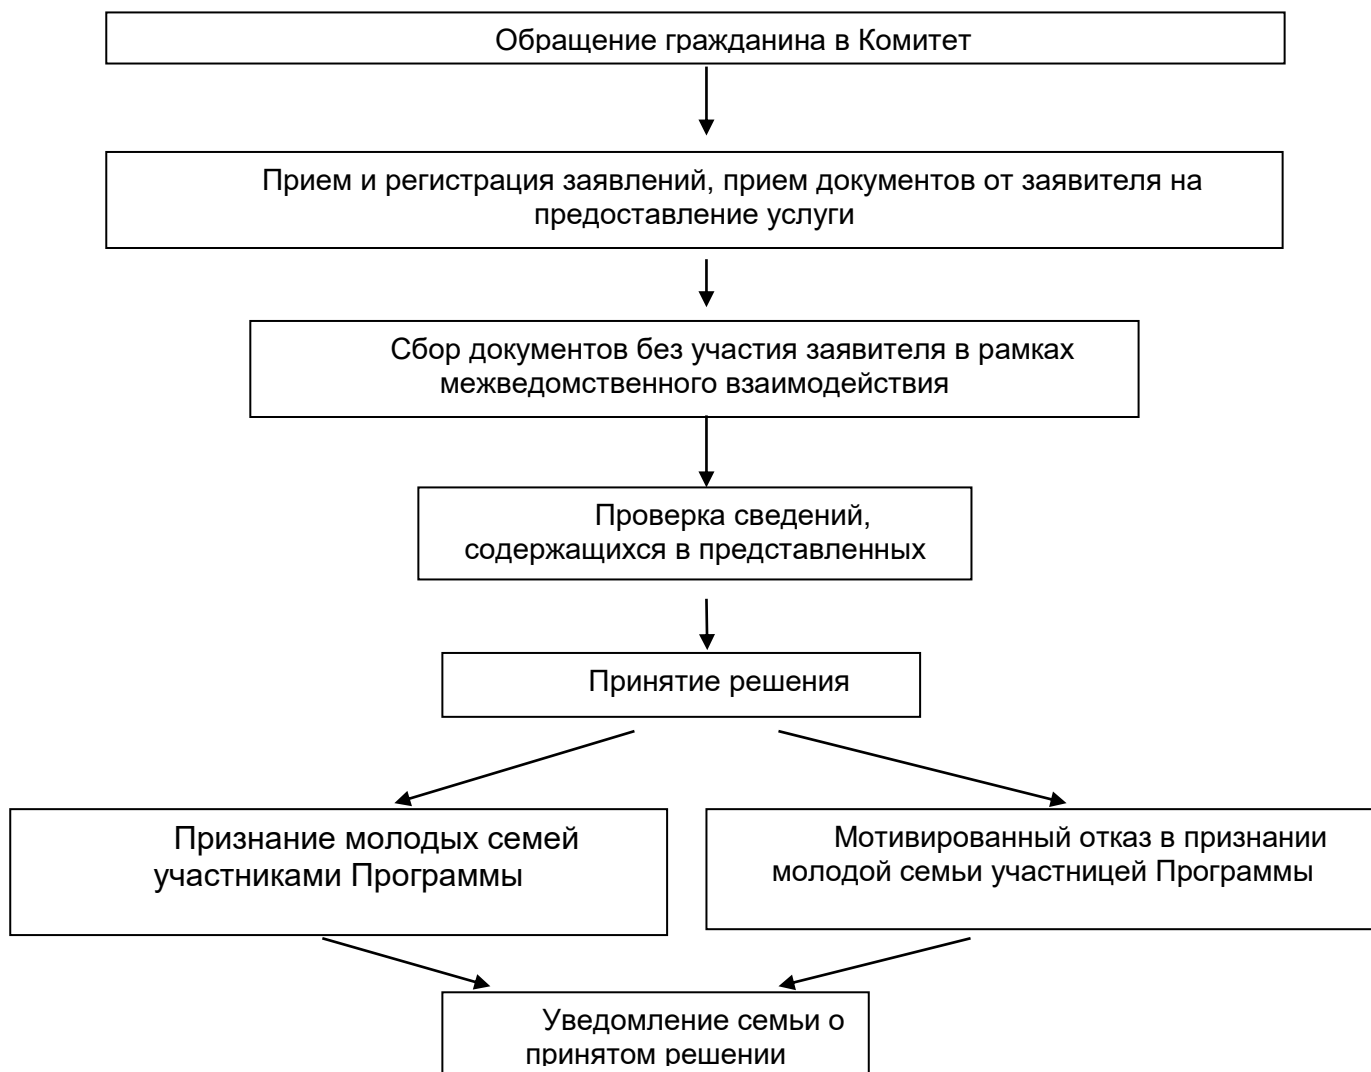 Обращение гражданина в Комитет
Прием и регистрация заявлений, прием документов от заявителя на
предоставление услуги
Сбор документов без участия заявителя в рамках
межведомственного взаимодействия
Проверка сведений,
содержащихся в представленных
Принятие решения
Признание молодых семей
участниками Программы
Мотивированный отказ в признании
молодой семьи участницей Программы
Уведомление семьи о
принятом решении